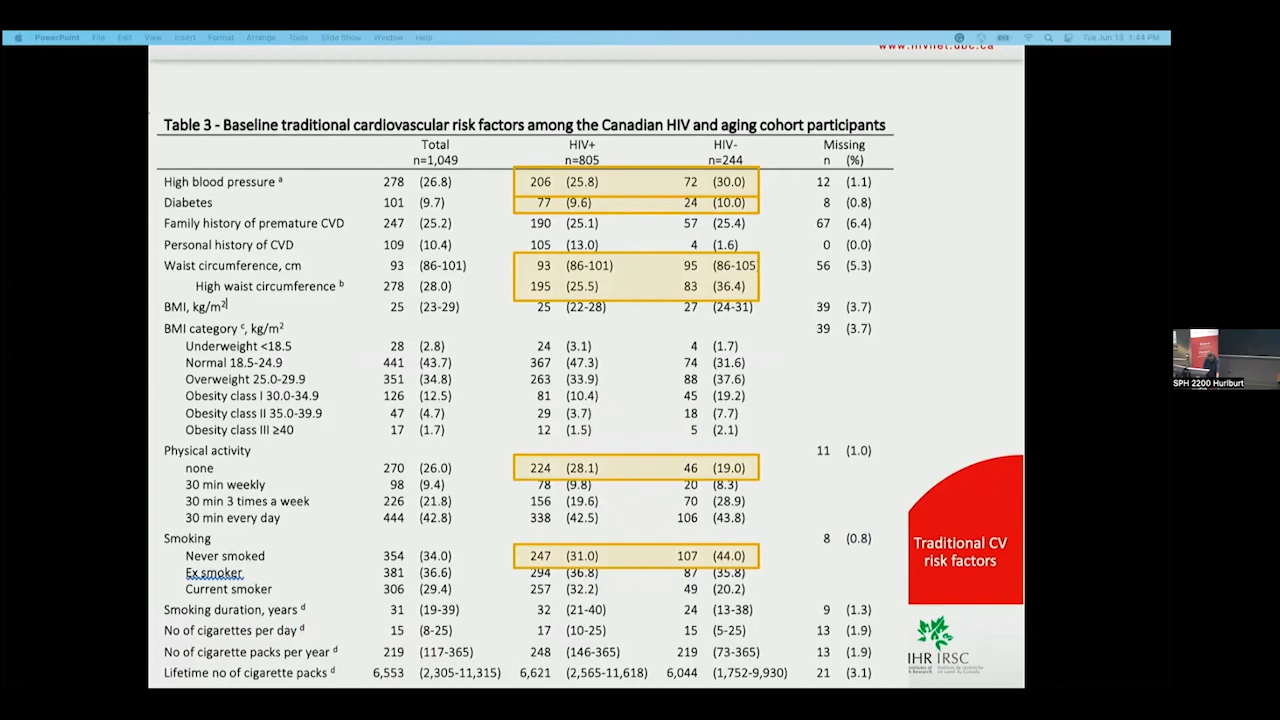 PowerPoint File Edit View Insert Format Arrange Tools Slide Show Window Help Tue Jun 13 1:44 PM
www.hivnet.ubc.ca
Table 3 - Baseline traditional cardiovascular risk factors among the Canadian HIV and aging cohort participants
Total HIV+ HIV- Missing
n=1,049 n=805 n=244 n (%)
High blood pressure a 278 (26.8) 206 (25.8) 72 (30.0) 12 (1.1)
Diabetes 101 (9.7) 77 (9.6) 24 (10.0) 8 (0.8)
Family history of premature CVD 247 (25.2) 190 (25.1) 57 (25.4) 67 (6.4)
Personal history of CVD 109 (10.4) 105 (13.0) 4 (1.6) 0 (0.0)
Waist circumference, cm 93 (86-101) 93 (86-101) 95 (86-105) 56 (5.3)
High waist circumference b 278 (28.0) 195 (25.5) 83 (36.4)
BMI, kg/m2 25 (23-29) 25 (22-28) 27 (24-31) 39 (3.7)
BMI category c, kg/m2 39 (3.7)
Underweight <18.5 28 (2.8) 24 (3.1) 4 (1.7)
Normal 18.5-24.9 441 (43.7) 367 (47.3) 74 (31.6)
Overweight 25.0-29.9 351 (34.8) 263 (33.9) 88 (37.6)
Obesity class I 30.0-34.9 126 (12.5) 81 (10.4) 45 (19.2)
Obesity class II 35.0-39.9 47 (4.7) 29 (3.7) 18 (7.7)
Obesity class III ≥40 17 (1.7) 12 (1.5) 5 (2.1)
Physical activity 11 (1.0)
none 270 (26.0) 224 (28.1) 46 (19.0)
30 min weekly 98 (9.4) 78 (9.8) 20 (8.3)
30 min 3 times a week 226 (21.8) 156 (19.6) 70 (28.9)
30 min every day 444 (42.8) 338 (42.5) 106 (43.8)
Smoking 8 (0.8)
Never smoked 354 (34.0) 247 (31.0) 107 (44.0)
Ex smoker 381 (36.6) 294 (36.8) 87 (35.8)
Current smoker 306 (29.4) 257 (32.2) 49 (20.2)
Smoking duration, years d 31 (19-39) 32 (21-40) 24 (13-38) 9 (1.3)
No of cigarettes per day d 15 (8-25) 17 (10-25) 15 (5-25) 13 (1.9)
No of cigarette packs per year d 219 (117-365) 248 (146-365) 219 (73-365) 13 (1.9)
Lifetime no of cigarette packs d 6,553 (2,305-11,315) 6,621 (2,565-11,618) 6,044 (1,752-9,930) 21 (3.1)
Traditional CV
risk factors
IHR IRSC
SPH 2200 Hurlburt